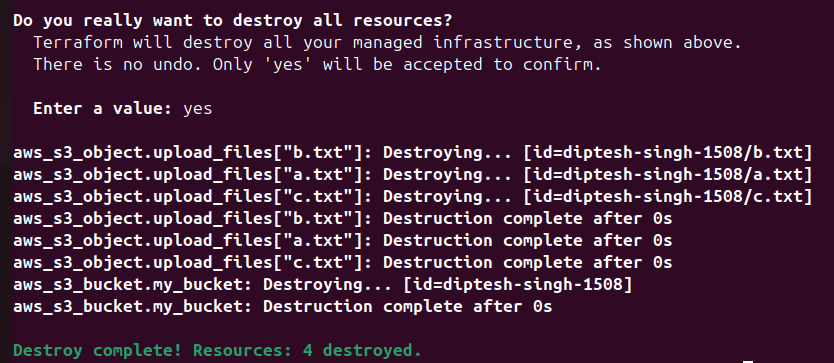 Do you really want to destroy all resources?
Terraform will destroy all your managed infrastructure, as shown above.
There is no undo. Only 'yes' will be accepted to confirm.
Enter a value: yes
aws_s3_object.upload_files["b.txt"]: Destroying... [id=diptesh-singh-1508/b.txt]
aws_s3_object.upload_files["a.txt"]: Destroying... [id=diptesh-singh-1508/a.txt]
aws_s3_object.upload_files["c.txt"]: Destroying... [id=diptesh-singh-1508/c.txt]
aws_s3_object.upload_files["b.txt"]: Destruction complete after 0s
aws_s3_object.upload_files["a.txt"]: Destruction complete after 0s
aws_s3_object.upload_files["c.txt"]: Destruction complete after 0s
aws_s3_bucket.my_bucket: Destroying... [id=diptesh-singh-1508]
aws_s3_bucket.my_bucket: Destruction complete after 0s
Destroy complete! Resources: 4 destroyed.